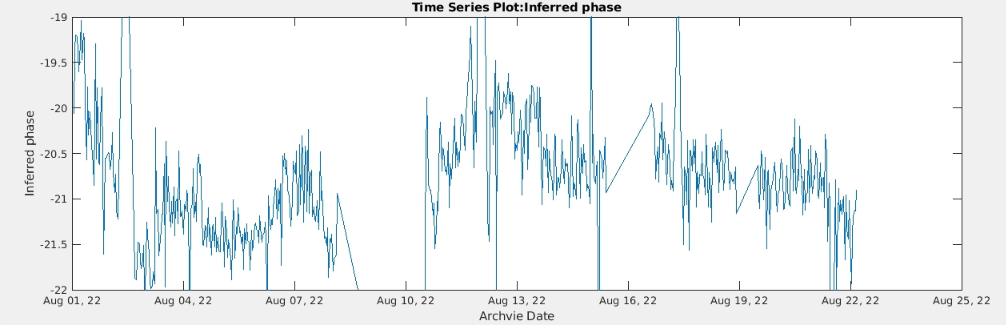 Time Series Plot:Inferred phase
-19
-19.5
-20
-20.5
-21
-21.5
-22
Inferred phase
Aug 01, 22 Aug 04, 22 Aug 07, 22 Aug 10, 22 Aug 13, 22 Aug 16, 22 Aug 19, 22 Aug 22, 22 Aug 25, 22
Archvie Date